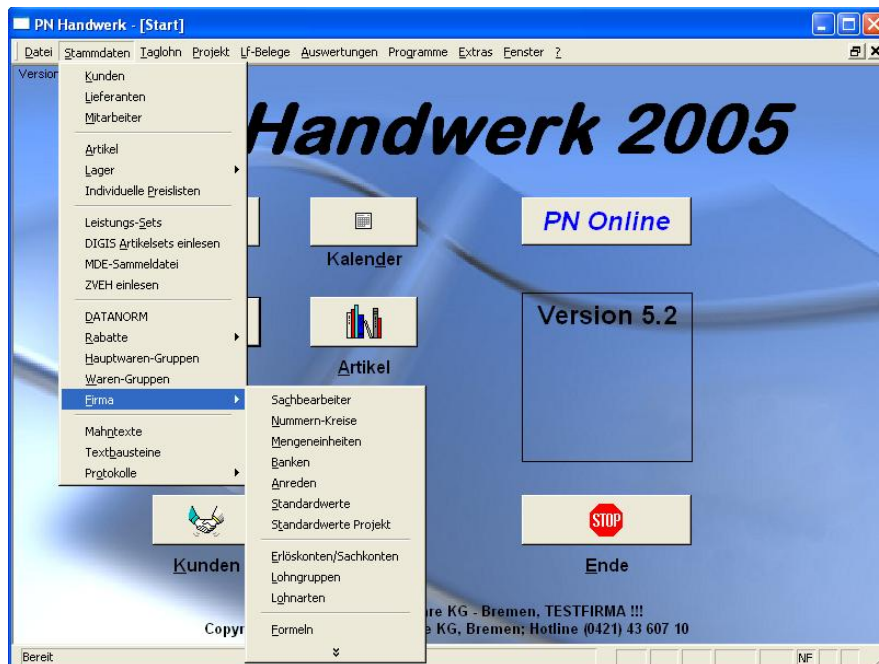 PN Handwerk - [Start]
Datei Stammdaten Taglohn Projekt Lf-Belege Auswertungen Programme Extras Fenster ?
Version
Kunden
Lieferanten
Mitarbeiter
Artikel
Lager
Individuelle Preislisten
Leistungs-Sets
DIGIS Artikelsets einlesen
MDE-Sammeldatei
ZVEH einlesen
DATANORM
Rabatte
Hauptwaren-Gruppen
Waren-Gruppen
Firma
Mahntexte
Textbausteine
Protokolle
Sachbearbeiter
Nummern-Kreise
Mengeneinheiten
Banken
Anreden
Standardwerte
Standardwerte Projekt
Erlöskonten/Sachkonten
Lohngruppen
Lohnarten
Formeln
Handwerk 2005
Kalender
PN Online
Artikel
Version 5.2
Kunden
STOP
Ende
KG - Bremen, TESTFIRMA !!!
KG, Bremen; Hotline (0421) 43 607 10
Bereit
NF